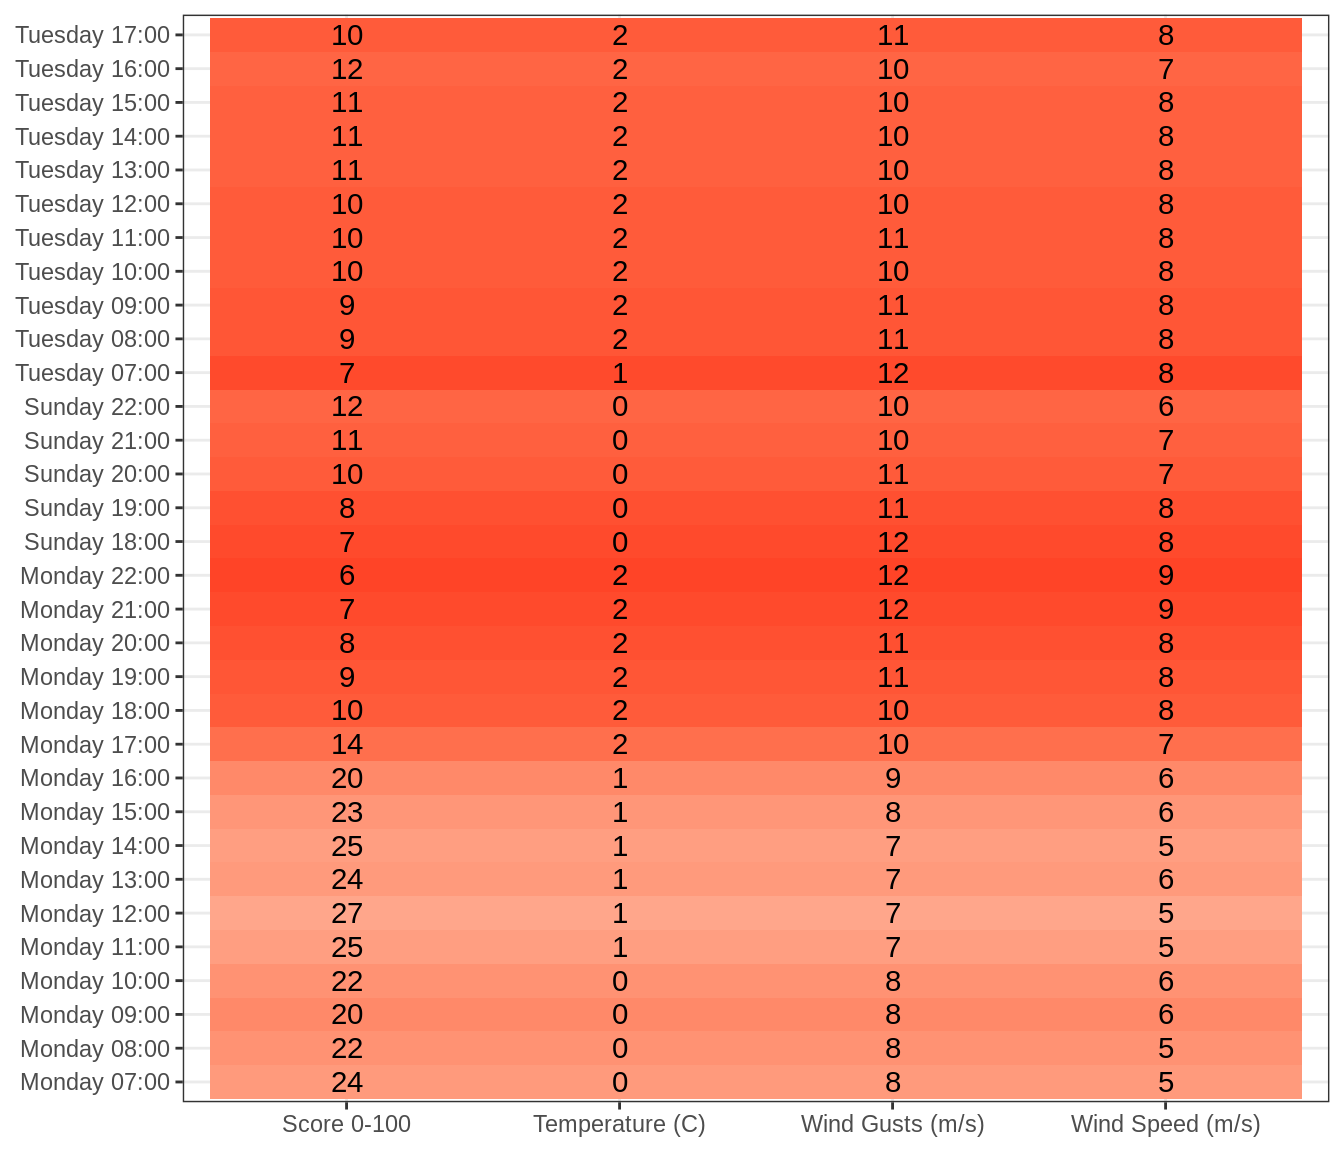 Tuesday 17:00 10 2 11 8
Tuesday 16:00 12 2 10 7
Tuesday 15:00 11 2 10 8
Tuesday 14:00 11 2 10 8
Tuesday 13:00 11 2 10 8
Tuesday 12:00 10 2 10 8
Tuesday 11:00 10 2 11 8
Tuesday 10:00 10 2 10 8
Tuesday 09:00 9 2 11 8
Tuesday 08:00 9 2 11 8
Tuesday 07:00 7 1 12 8
Sunday 22:00 12 0 10 6
Sunday 21:00 11 0 10 7
Sunday 20:00 10 0 11 7
Sunday 19:00 8 0 11 8
Sunday 18:00 7 0 12 8
Monday 22:00 6 2 12 9
Monday 21:00 7 2 12 9
Monday 20:00 8 2 11 8
Monday 19:00 9 2 11 8
Monday 18:00 10 2 10 8
Monday 17:00 14 2 10 7
Monday 16:00 20 1 9 6
Monday 15:00 23 1 8 6
Monday 14:00 25 1 7 5
Monday 13:00 24 1 7 6
Monday 12:00 27 1 7 5
Monday 11:00 25 1 7 5
Monday 10:00 22 0 8 6
Monday 09:00 20 0 8 6
Monday 08:00 22 0 8 5
Monday 07:00 24 0 8 5
Score 0-100 Temperature (C) Wind Gusts (m/s) Wind Speed (m/s)